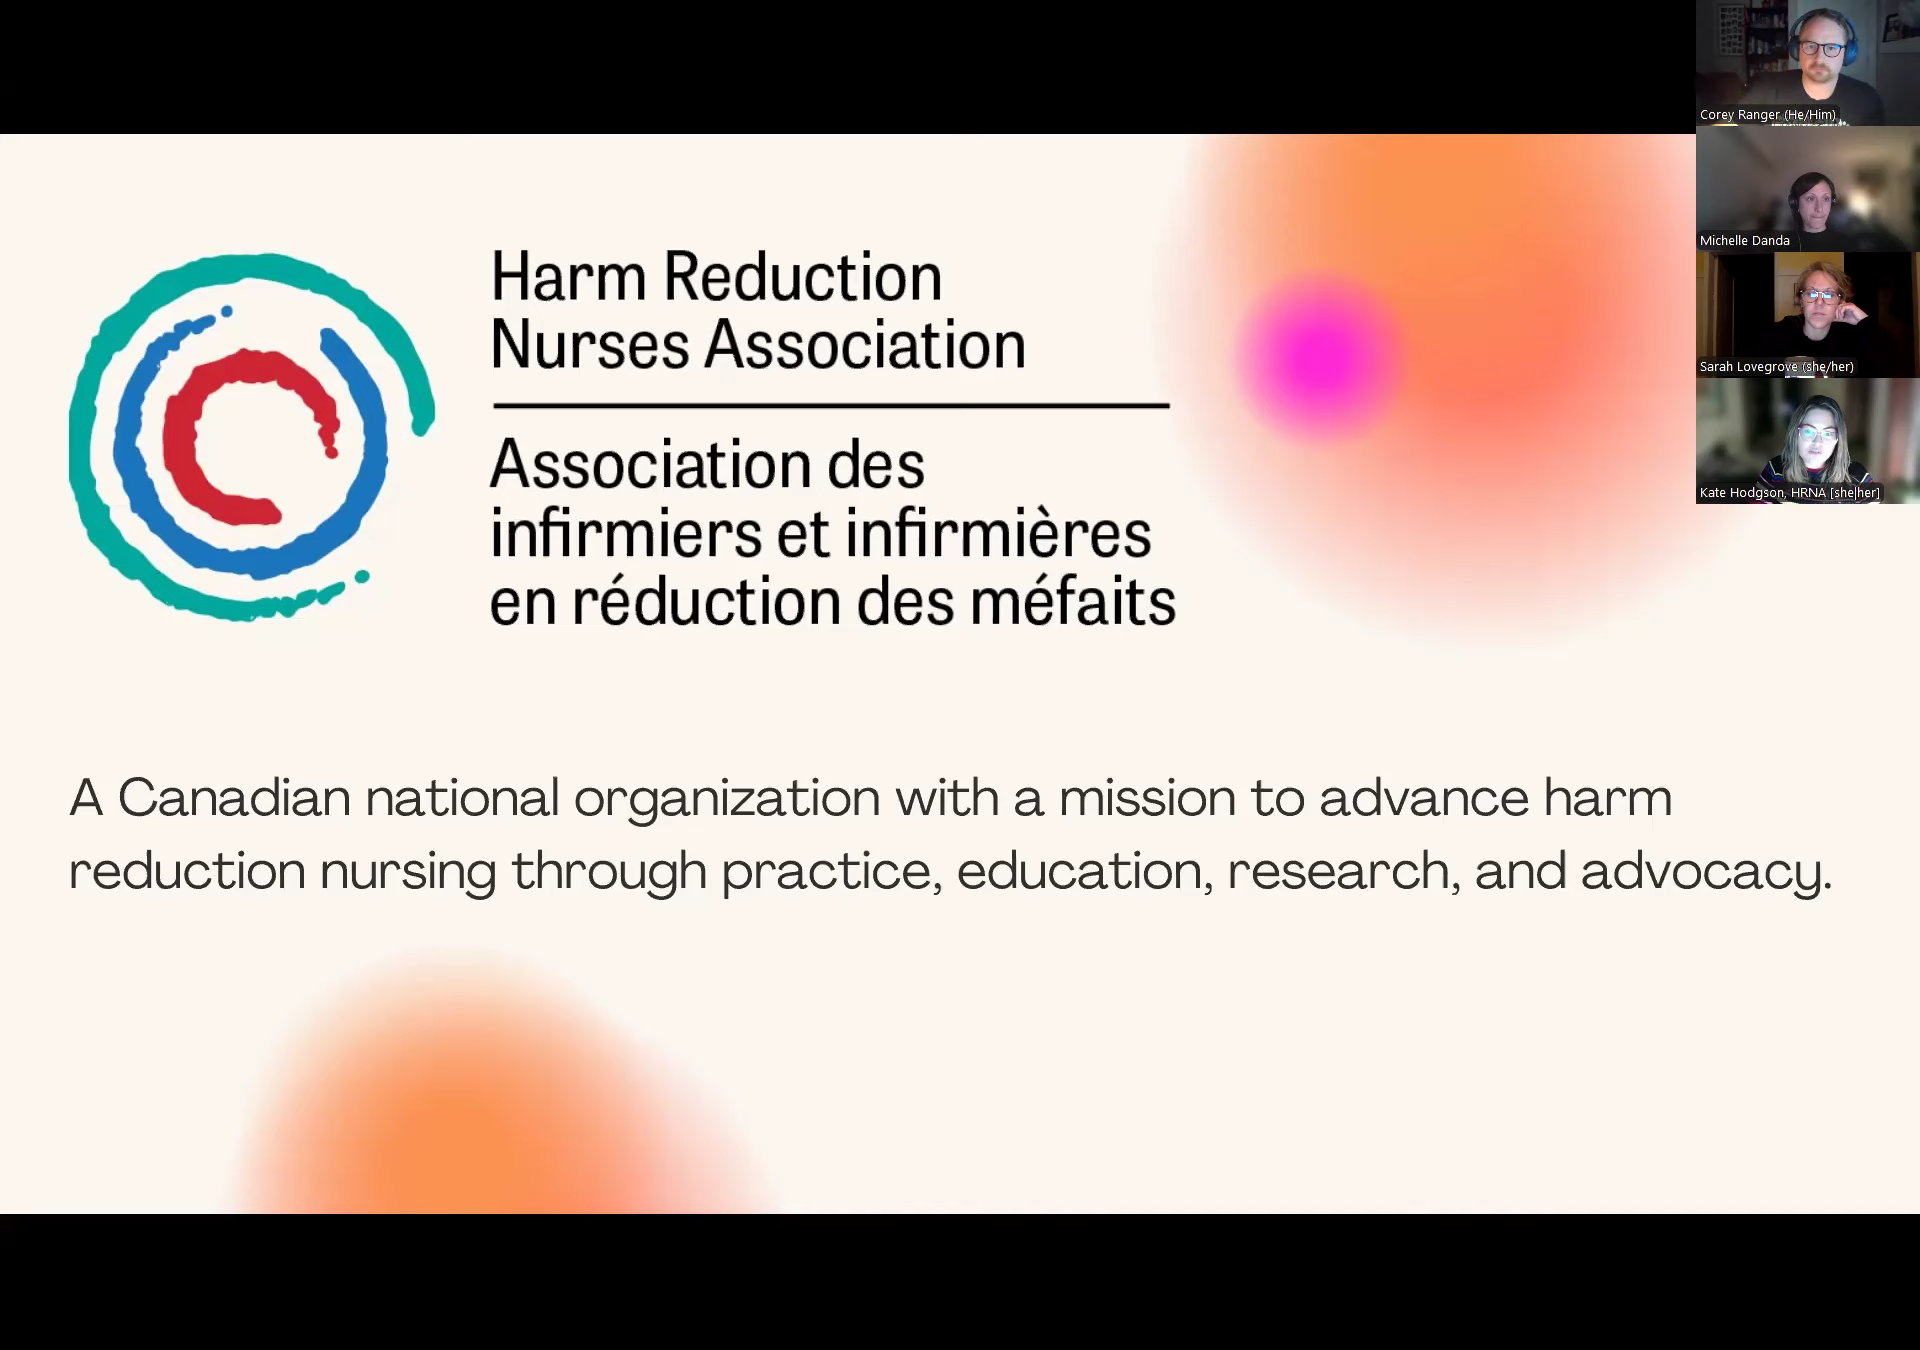 Harm Reduction
Nurses Association
Association des
infirmiers et infirmières
en réduction des méfaits
A Canadian national organization with a mission to advance harm
reduction nursing through practice, education, research, and advocacy.
Corey Ranger (He/Him)
Michelle Danda
Sarah Lovegrove (she/her)
Kate Hodgson, HRNA [she|her]